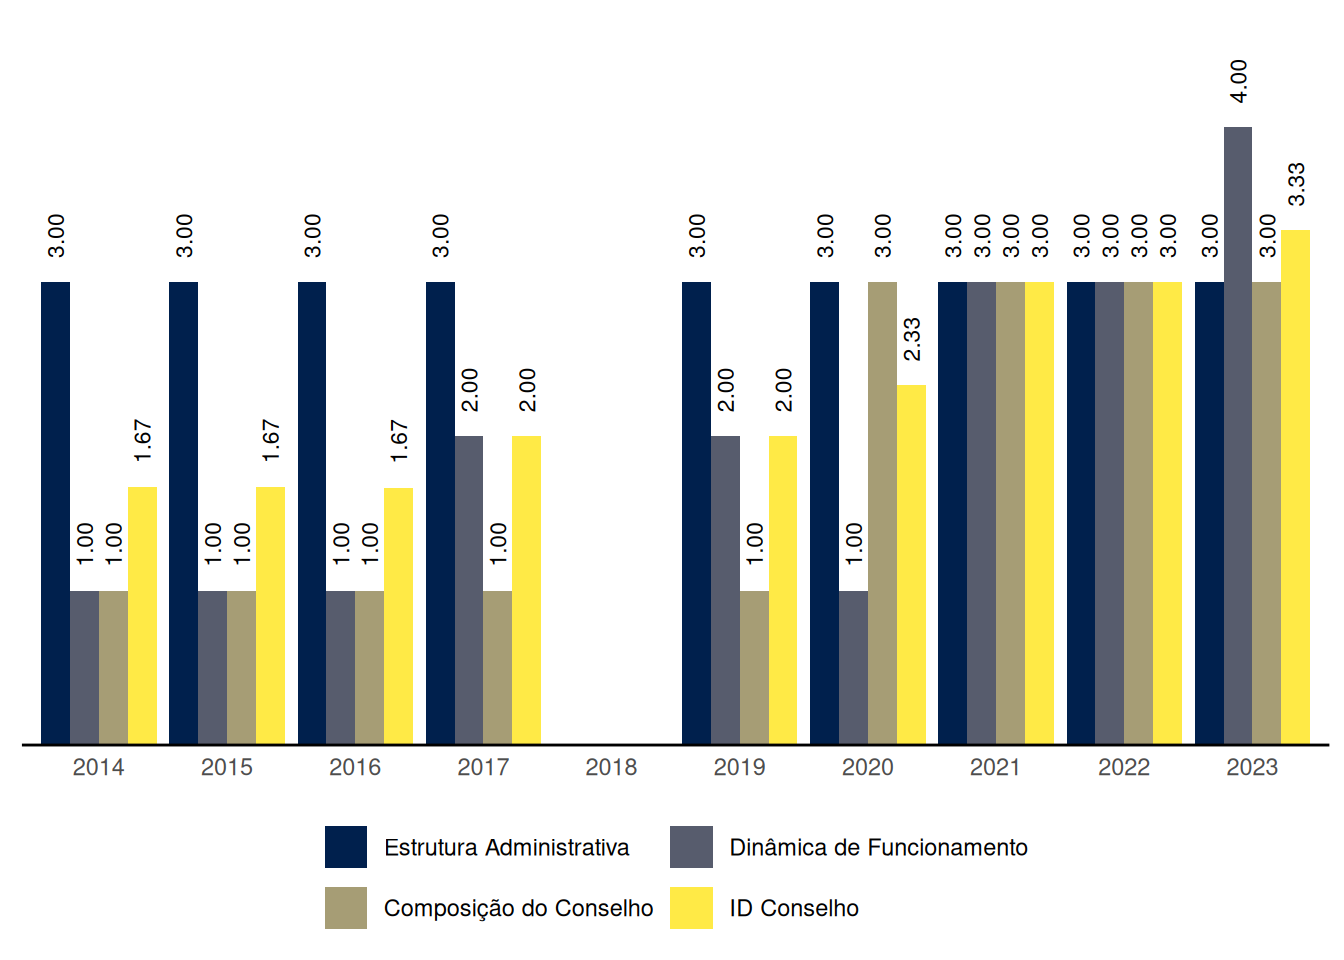 4.00
3.33
3.00 3.00 3.00 3.00 3.00 3.00 3.00 3.00 3.00 3.00 3.00 3.00 3.00 3.00 3.00 3.00
2.33
2.00 2.00 2.00 2.00
1.67 1.67 1.67
1.00 1.00 1.00 1.00 1.00 1.00 1.00 1.00 1.00
2014 2015 2016 2017 2018 2019 2020 2021 2022 2023
Estrutura Administrativa Dinâmica de Funcionamento
Composição do Conselho ID Conselho